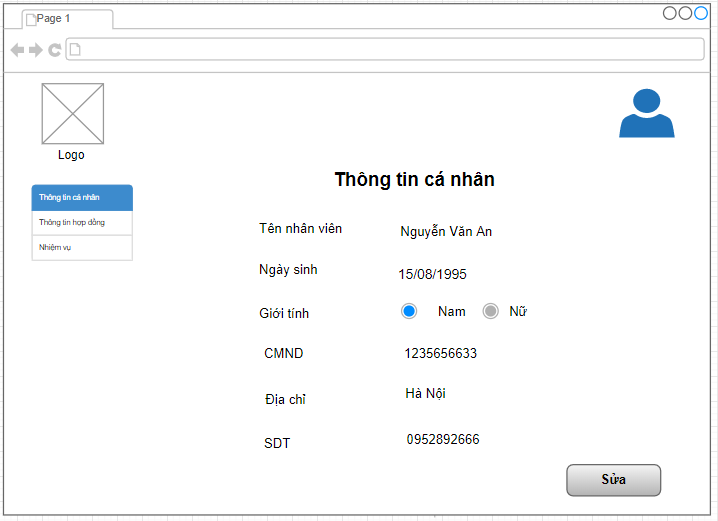 Page 1
Logo
Thông tin cá nhân
Thông tin hợp đồng
Nhiệm vụ
Thông tin cá nhân
Tên nhân viên Nguyễn Văn An
Ngày sinh 15/08/1995
Giới tính Nam Nữ
CMND 1235656633
Địa chỉ Hà Nội
SDT 0952892666
Sửa